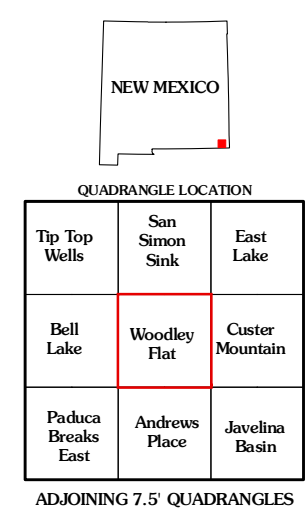 NEW MEXICO
QUADRANGLE LOCATION
Tip Top
Wells
San
Simon
Sink
East
Lake
Bell
Lake
Woodley
Flat
Custer
Mountain
Paduca
Breaks
East
Andrews
Place
Javelina
Basin
ADJOINING 7.5' QUADRANGLES